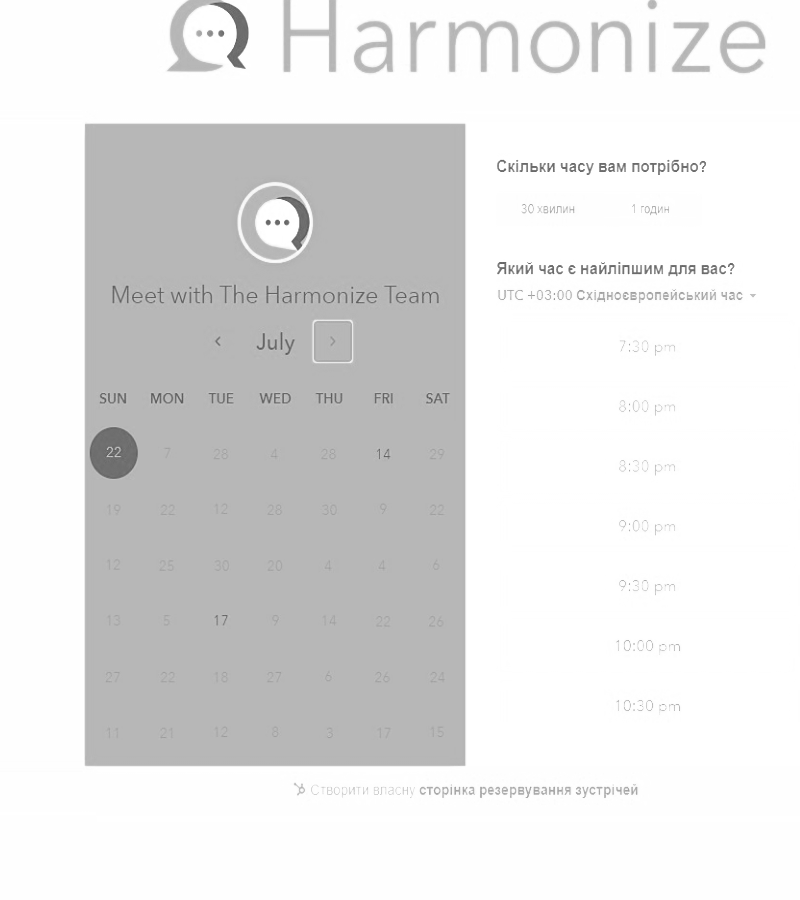 Harmonize
Meet with The Harmonize Team
July
SUN MON TUE WED THU FRI SAT
22 7 28 4 28 14 29
19 22 12 28 30 9 22
12 25 30 20 4 4 6
13 5 17 9 14 22 26
27 22 18 27 6 26 24
11 21 12 8 3 17 15
Скільки часу вам потрібно?
30 хвилин 1 годин
Який час є найліпшим для вас?
UTC +03:00 Східноєвропейський час
7:30 pm
8:00 pm
8:30 pm
9:00 pm
9:30 pm
10:00 pm
10:30 pm
Створити власну сторінка резервування зустрічей